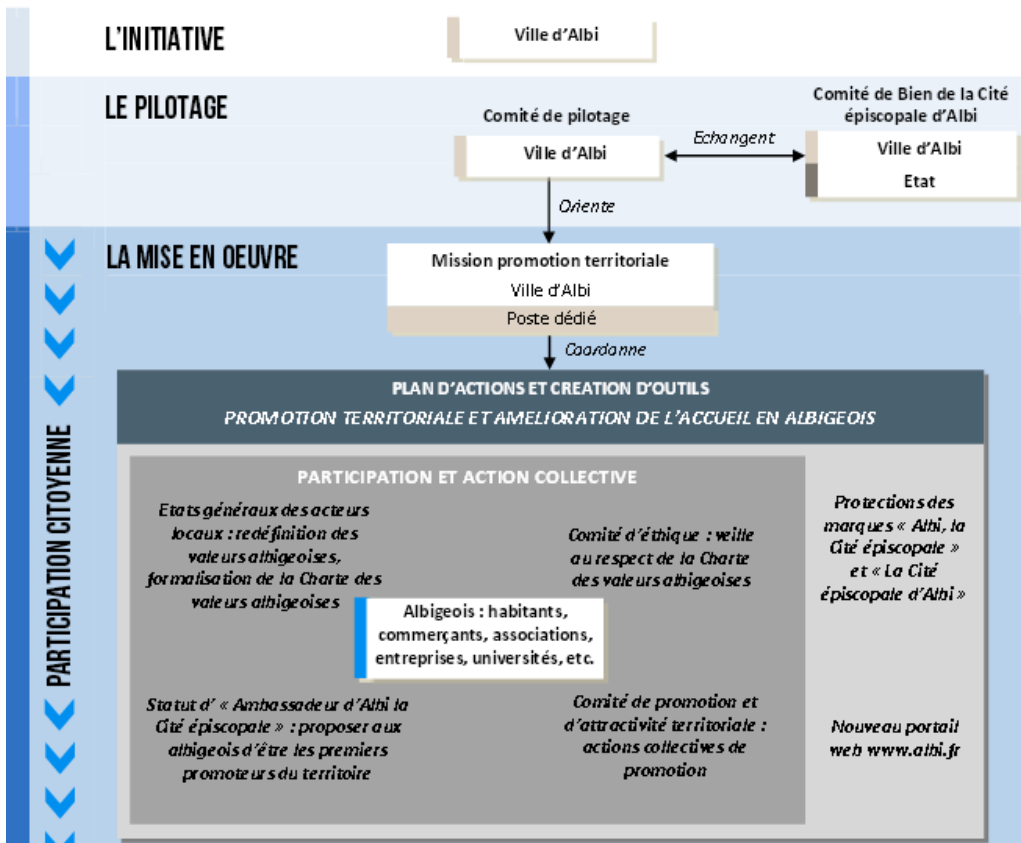 L'INITIATIVE
Ville d'Albi
LE PILOTAGE
Comité de pilotage
Ville d'Albi
Echangent
Comité de Bien de la Cité
épiscopale d'Albi
Ville d'Albi
Etat
Oriente
LA MISE EN OEUVRE
Mission promotion territoriale
Ville d'Albi
Poste dédié
Coordonne
PARTICIPATION CITOYENNE
PLAN D'ACTIONS ET CREATION D'OUTILS
PROMOTION TERRITORIALE ET AMELIORATION DE L'ACCUEIL EN ALBIGEOIS
PARTICIPATION ET ACTION COLLECTIVE
Etats généraux des acteurs
locaux : redéfinition des
valeurs albigeoises,
formalisation de la Charte des
valeurs albigeoises
Comité d'éthique : veille
au respect de la Charte
des valeurs albigeoises
Albigeois : habitants,
commerçants, associations,
entreprises, universités, etc.
Statut d' « Ambassadeur d'Albi la
Cité épiscopale » : proposer aux
albigeois d'être les premiers
promoteurs du territoire
Comité de promotion et
d'attractivité territoriale :
actions collectives de
promotion
Protections des
marques « Albi, la
Cité épiscopale »
et « La Cité
épiscopale d'Albi »
Nouveau portail
web www.albi.fr